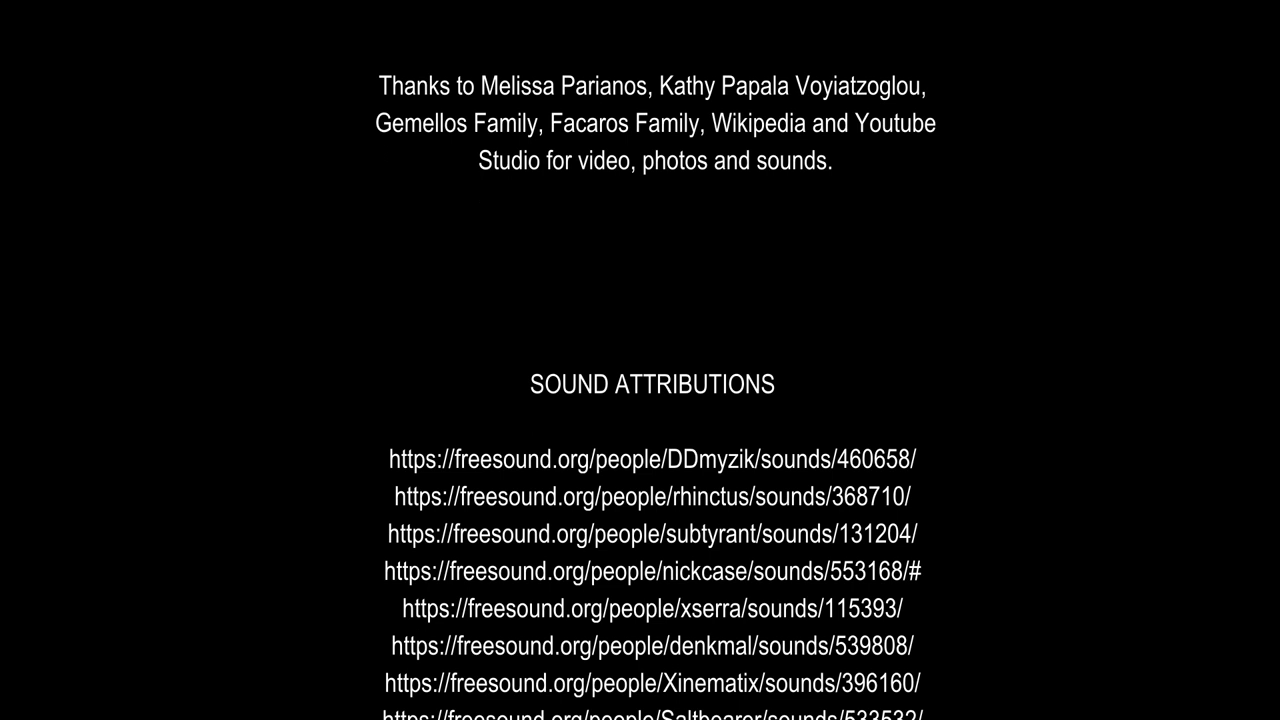 Thanks to Melissa Parianos, Kathy Papala Voyiatzoglou,
Gemellos Family, Facaros Family, Wikipedia and Youtube
Studio for video, photos and sounds.
SOUND ATTRIBUTIONS
https://freesound.org/people/DDmyzik/sounds/460658/
https://freesound.org/people/rhinctus/sounds/368710/
https://freesound.org/people/subtyrant/sounds/131204/
https://freesound.org/people/nickcase/sounds/553168/#
https://freesound.org/people/xserra/sounds/115393/
https://freesound.org/people/denkmal/sounds/539808/
https://freesound.org/people/Xinematix/sounds/396160/